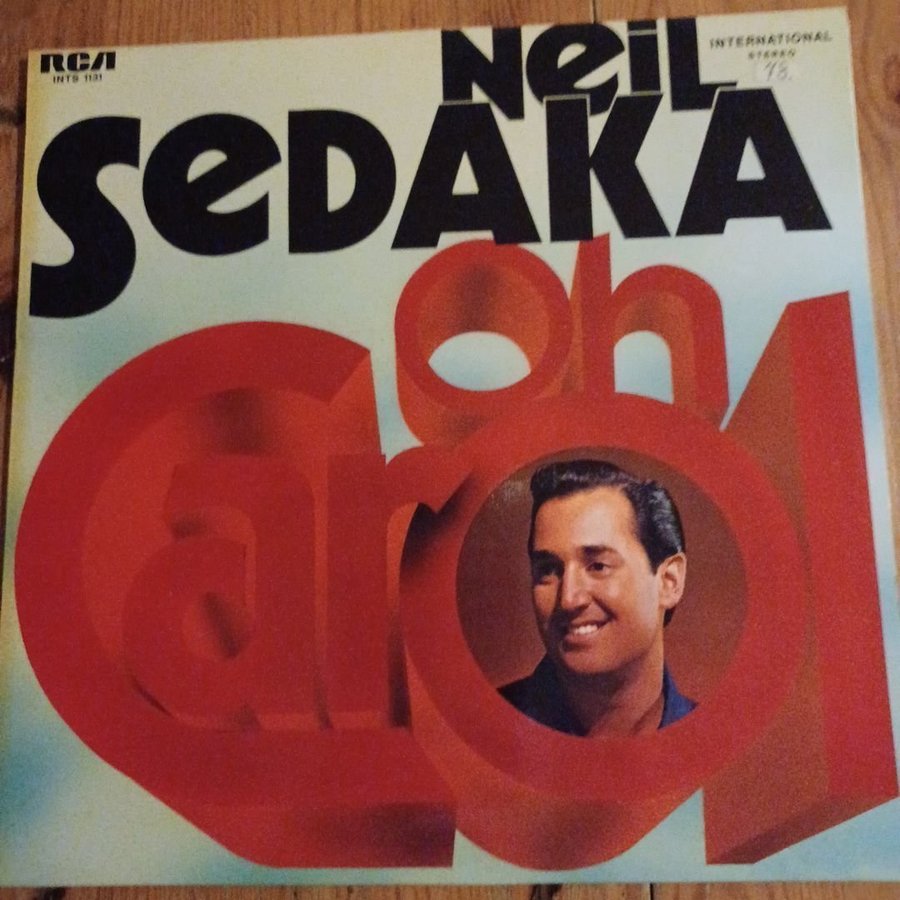 RCA
INTS 1131
INTERNATIONAL
STEREO
NEIL
SEDAKA
Oh
Carol